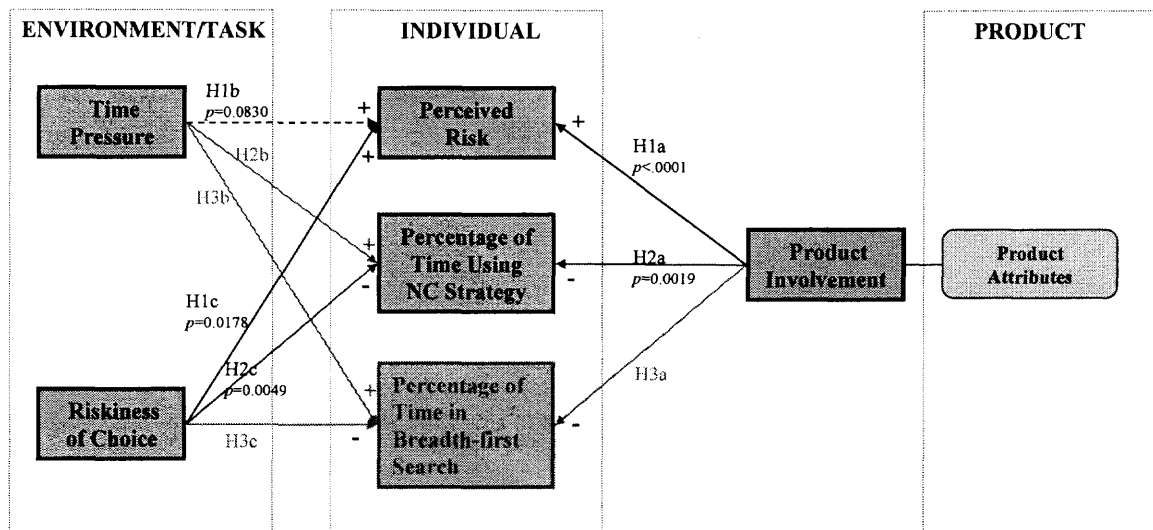 ENVIRONMENT/TASK
INDIVIDUAL
PRODUCT
Time
Pressure
H1b
p=0.0830
+
Perceived
Risk
+
+
H1a
p<.0001
H2b
H3b
+
Percentage of
Time Using
NC Strategy
-
H2a
p=0.0019
-
Product
Involvement
Product
Attributes
H1c
p=0.0178
H2c
p=0.0049
Riskiness
of Choice
H3c
+
-
Percentage of
Time in
Breadth-first
Search
H3a
-